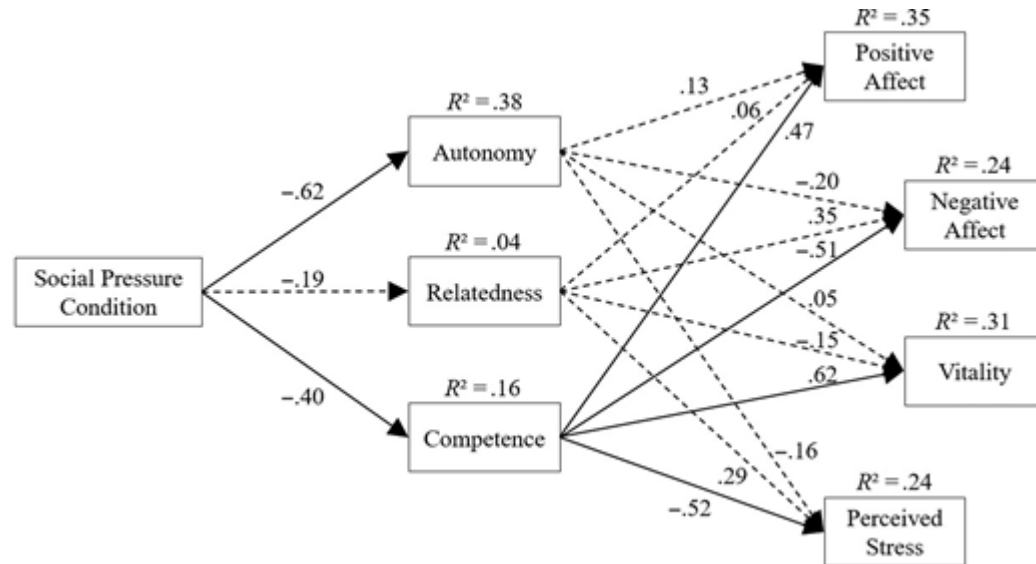 R² = .35
Positive
Affect
R² = .38
.13
.06
.47
Autonomy
−.62
−.20
R² = .24
Negative
Affect
.35
−.51
R² = .04
Social Pressure
Condition
−.19
Relatedness
.05
R² = .31
−.15
Vitality
.62
−.40
R² = .16
Competence
−.16
.29
−.52
R² = .24
Perceived
Stress